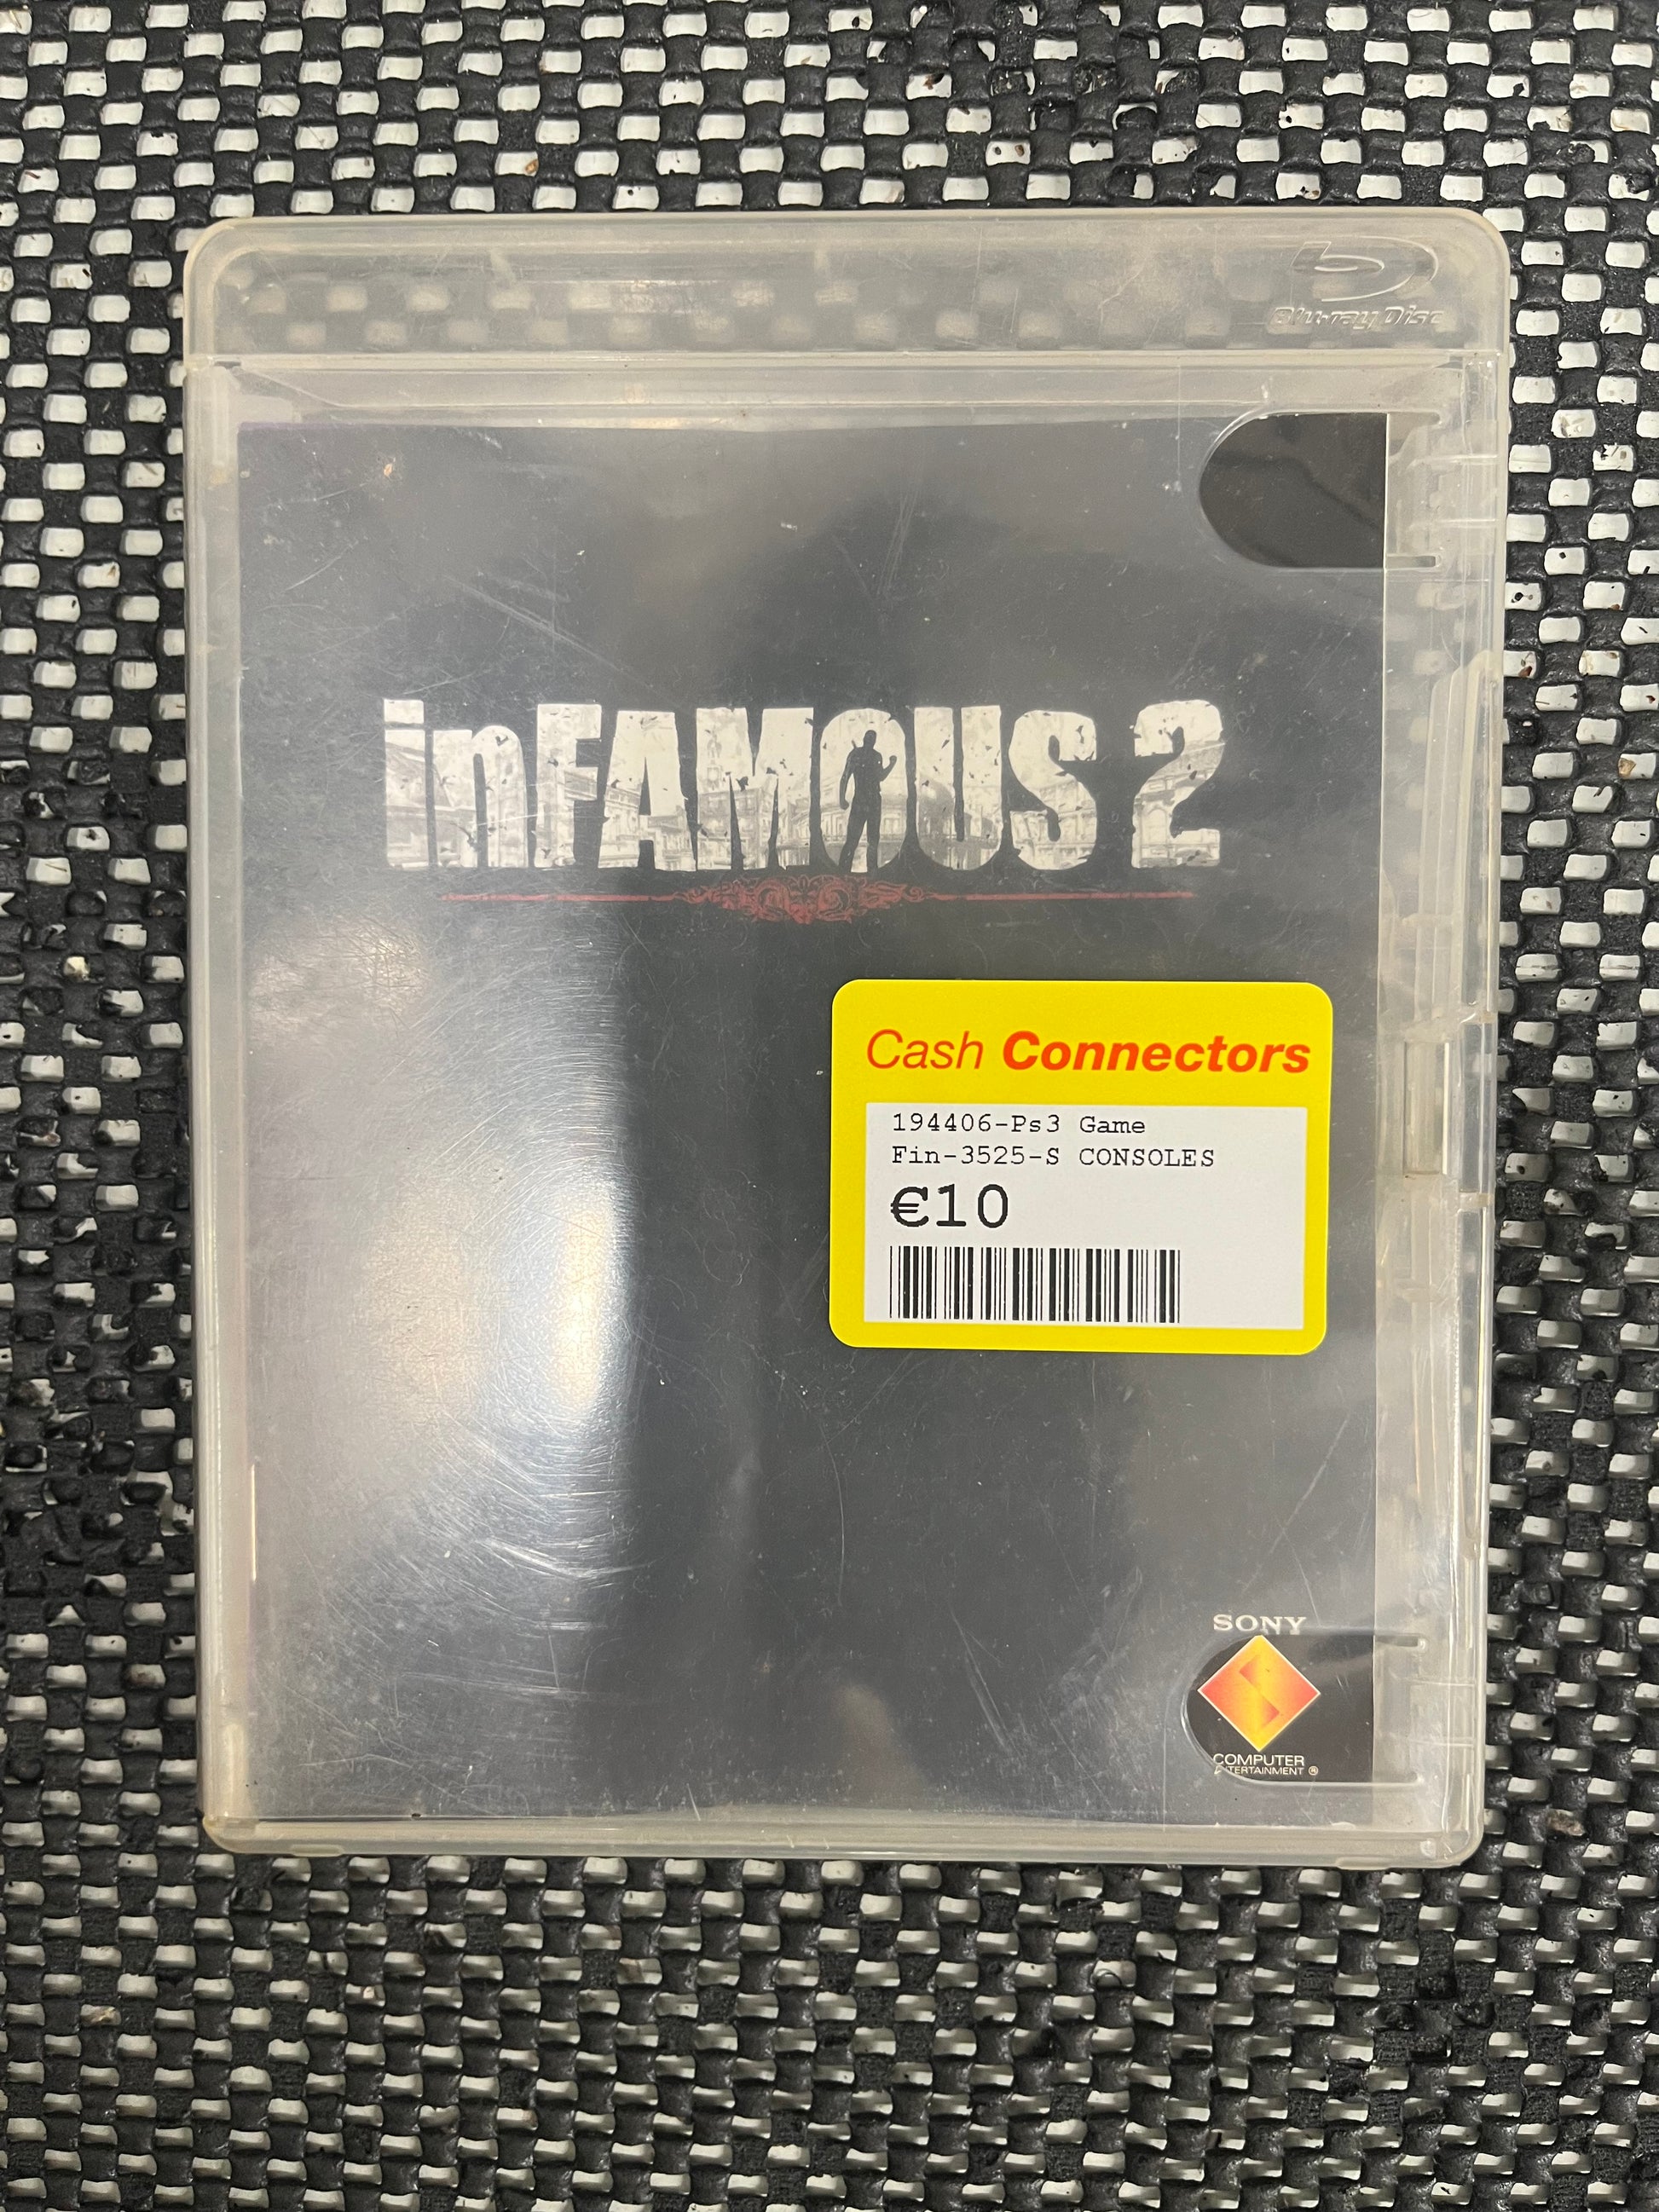 Blu-ray Disc
inFAMOUS 2
Cash Connectors
194406-Ps3 Game
Fin-3525-S CONSOLES
€10
SONY
COMPUTER
ENTERTAINMENT ®